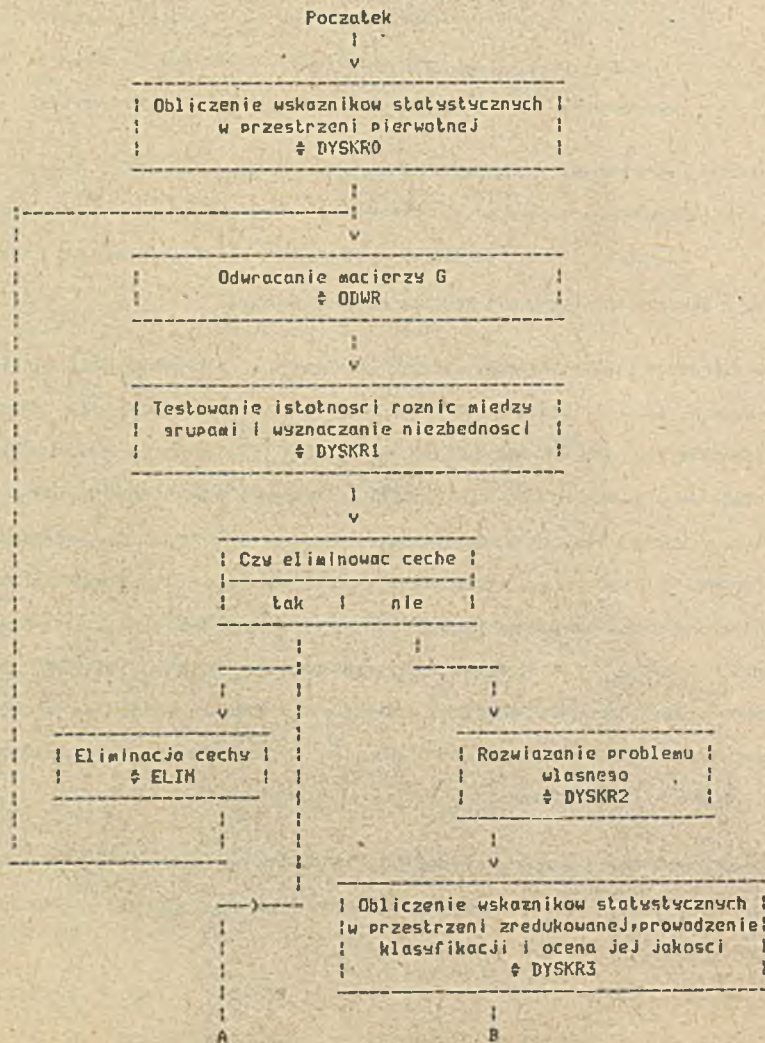 Poczatek
Obliczenie wskaznikow statystycznych
w przestrzeni pierwotnej
‡ DYSKR0
Odwracanie macierzy G
‡ ODWR
Testowanie istotnosci roznic miedzy
grupami i wyznaczanie niezbednosci
‡ DYSKR1
Czy eliminowac ceche
tak | nie
Eliminacja cechy
‡ ELIM
Rozwiazanie problemu
wlasnego
‡ DYSKR2
Obliczenie wskaznikow statystycznych
w przestrzeni zredukowanej,prowadzenie
klasyfikacji i ocena jej jakosci
‡ DYSKR3
A B